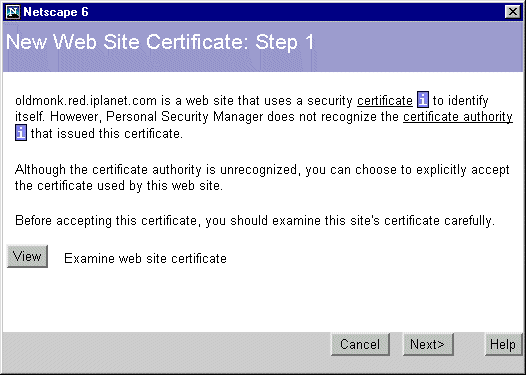 Netscape 6
New Web Site Certificate: Step 1
oldmonk.red.iplanet.com is a web site that uses a security certificate i to identify
itself. However, Personal Security Manager does not recognize the certificate authority
i that issued this certificate.
Although the certificate authority is unrecognized, you can choose to explicitly accept
the certificate used by this web site.
Before accepting this certificate, you should examine this site's certificate carefully.
View Examine web site certificate
Cancel Next> Help